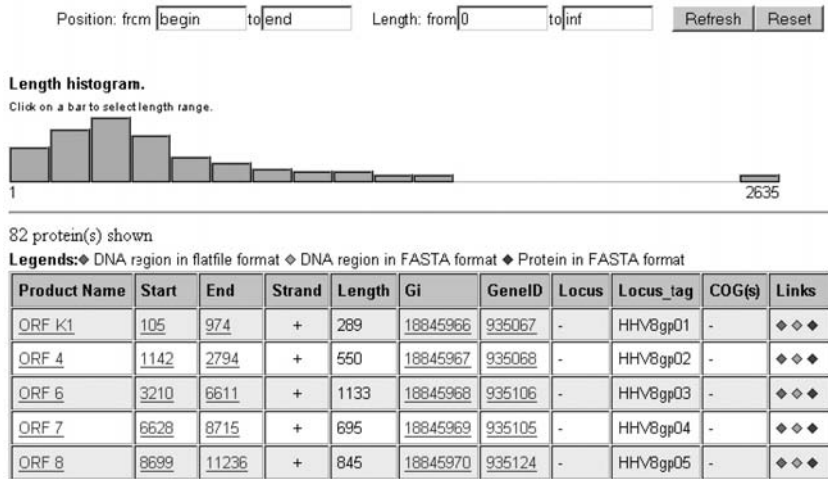 Position: from begin to end Length: from 0 to inf Refresh Reset
Length histogram.
Click on a bar to select length range.
1 2635
82 protein(s) shown
Legends: DNA region in flatfile format DNA region in FASTA format Protein in FASTA format
Product Name Start End Strand Length Gi GeneID Locus Locus_tag COG(s) Links
ORF K1 105 974 + 289 18845966 935067 - HHV8gp01 -
ORF 4 1142 2794 + 550 18845967 935068 - HHV8gp02 -
ORF 6 3210 6611 + 1133 18845968 935106 - HHV8gp03 -
ORF 7 6628 8715 + 695 18845969 935105 - HHV8gp04 -
ORF 8 8699 11236 + 845 18845970 935124 - HHV8gp05 -